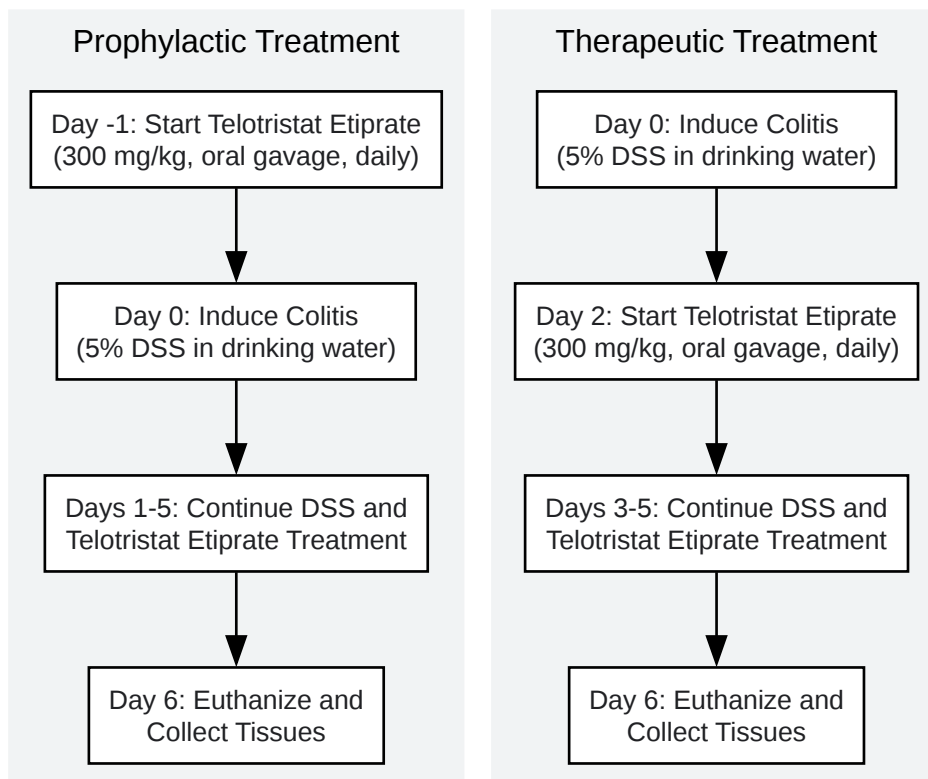 Prophylactic Treatment
Day -1: Start Telotristat Etiprate
(300 mg/kg, oral gavage, daily)
Day 0: Induce Colitis
(5% DSS in drinking water)
Days 1-5: Continue DSS and
Telotristat Etiprate Treatment
Day 6: Euthanize and
Collect Tissues
Therapeutic Treatment
Day 0: Induce Colitis
(5% DSS in drinking water)
Day 2: Start Telotristat Etiprate
(300 mg/kg, oral gavage, daily)
Days 3-5: Continue DSS and
Telotristat Etiprate Treatment
Day 6: Euthanize and
Collect Tissues